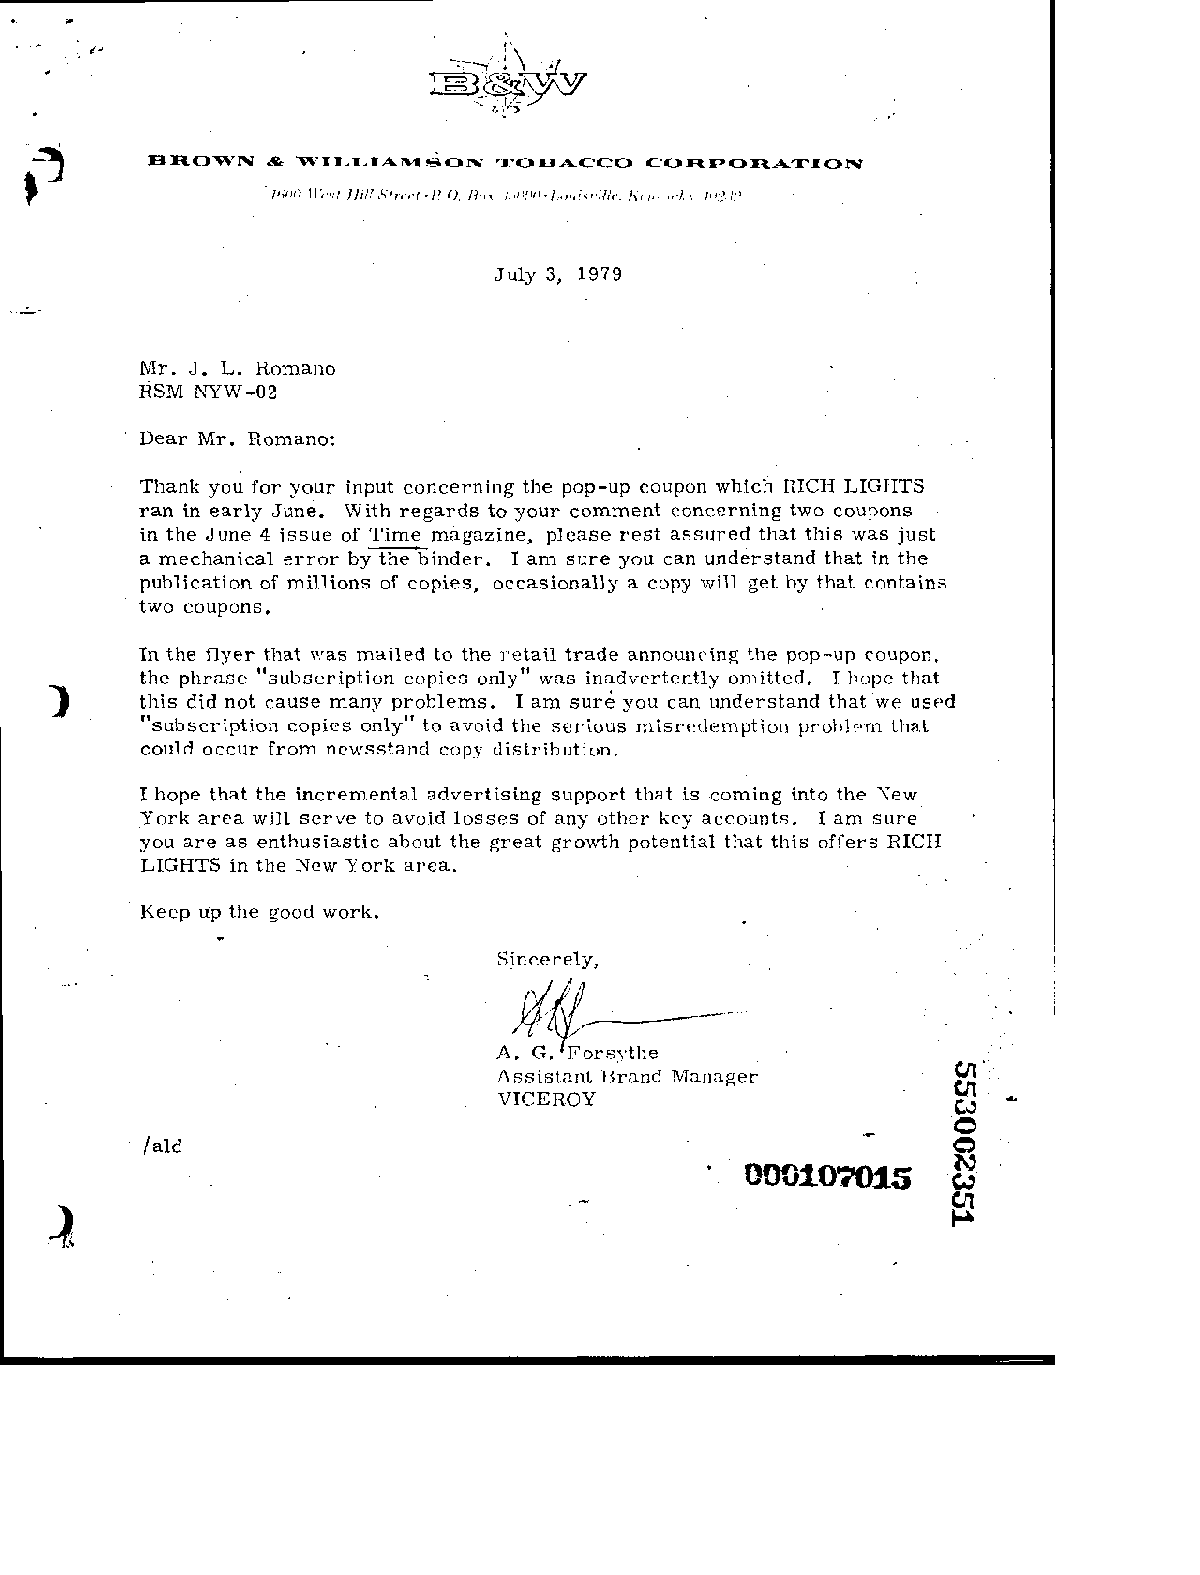 B&W
BROWN & WILLIAMSON TOBACCO CORPORATION
1600 West Hill Street · P. O. Box Louisville, Kentucky
July 3, 1979
Mr. J. L. Romano
RSM NYW-02
Dear Mr. Romano:
Thank you for your input concerning the pop-up coupon which RICH LIGHTS
ran in early June. With regards to your comment concerning two coupons
in the June 4 issue of Time magazine, please rest assured that this was just
a mechanical error by the binder. I am sure you can understand that in the
publication of millions of copies, occasionally a copy will get by that contains
two coupons.
In the flyer that was mailed to the retail trade announcing the pop-up coupon,
the phrase "subscription copies only" was inadvertently omitted. I hope that
this did not cause many problems. I am sure you can understand that we used
"subscription copies only" to avoid the serious misredemption problem that
could occur from newsstand copy distribution.
I hope that the incremental advertising support that is coming into the New
York area will serve to avoid losses of any other key accounts. I am sure
you are as enthusiastic about the great growth potential that this offers RICH
LIGHTS in the New York area.
Keep up the good work.
Sincerely,
A. G. Forsythe
Assistant Brand Manager
VICEROY
/ald
000107015
553002351